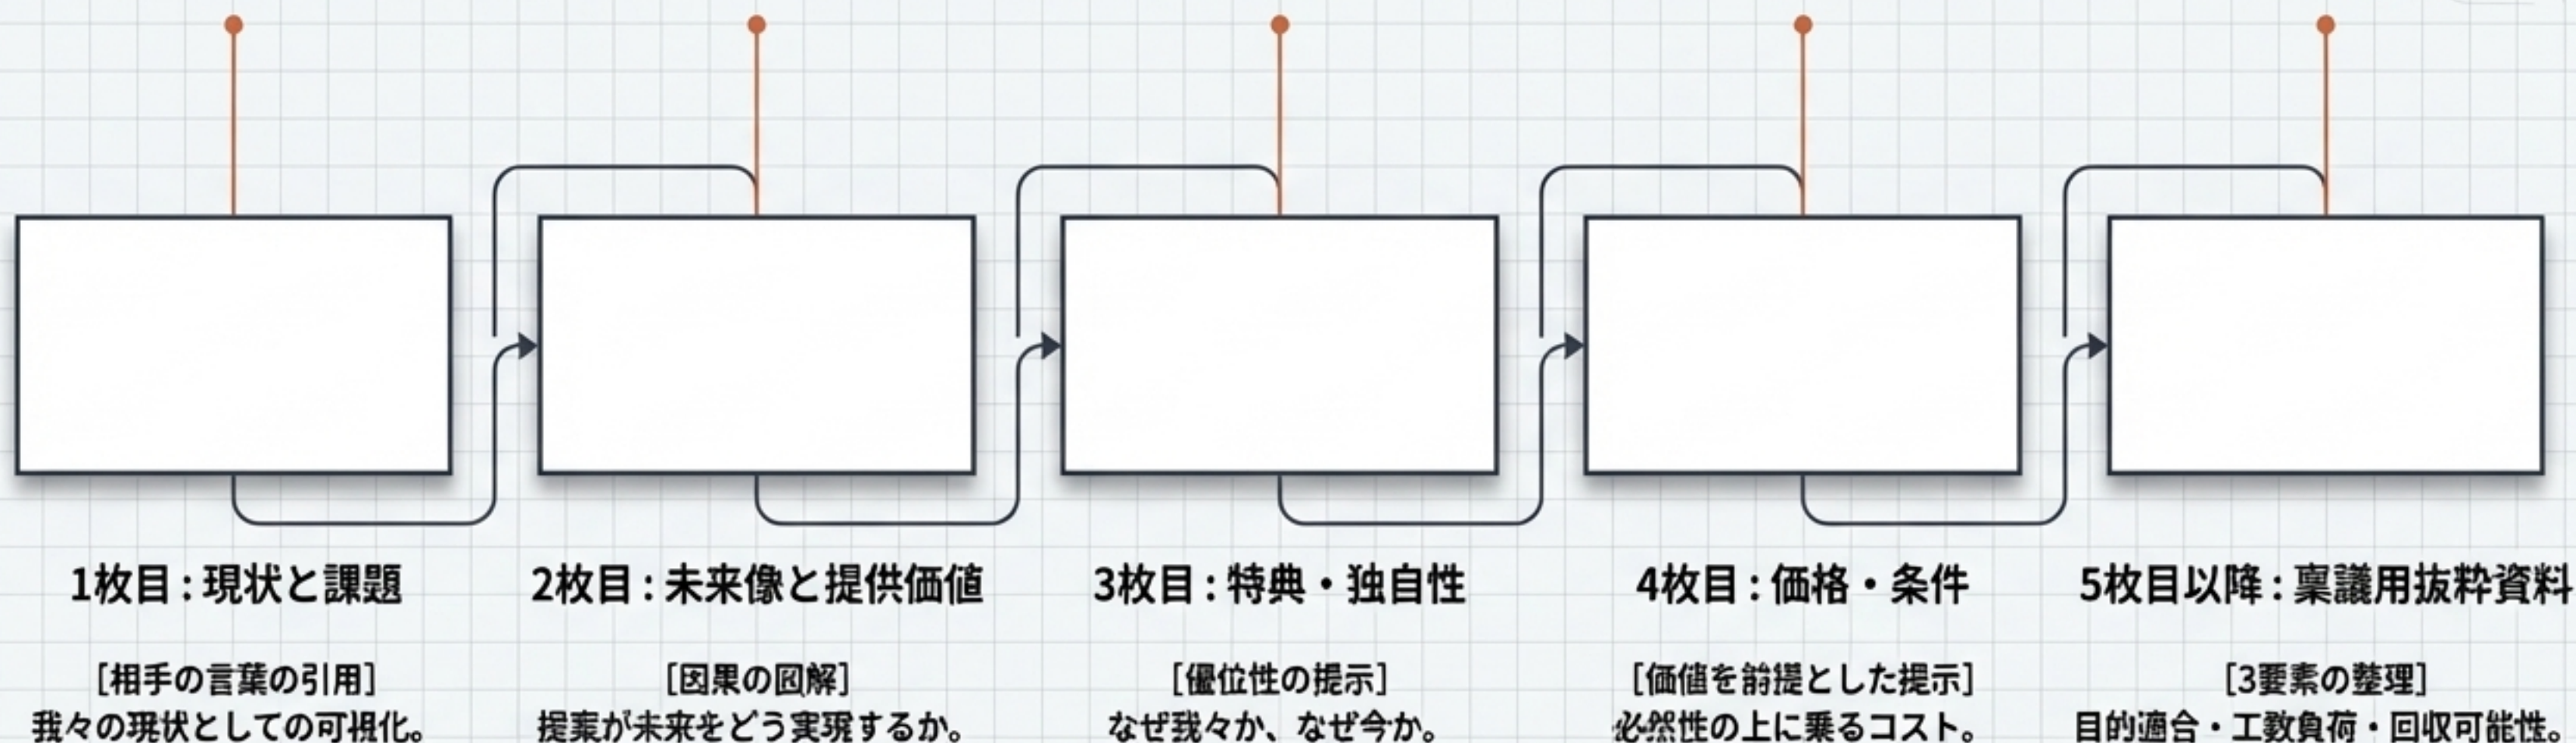 1枚目：現状と課題
[相手の言葉の引用]
我々の現状としての可視化。
2枚目：未来像と提供価値
[因果の図解]
提案が未来をどう実現するか。
3枚目：特典・独自性
[優位性の提示]
なぜ我々か、なぜ今か。
4枚目：価格・条件
[価値を前提とした提示]
必然性の上に乗るコスト。
5枚目以降：稟議用抜粋資料
[3要素の整理]
目的適合・工数負荷・回収可能性。